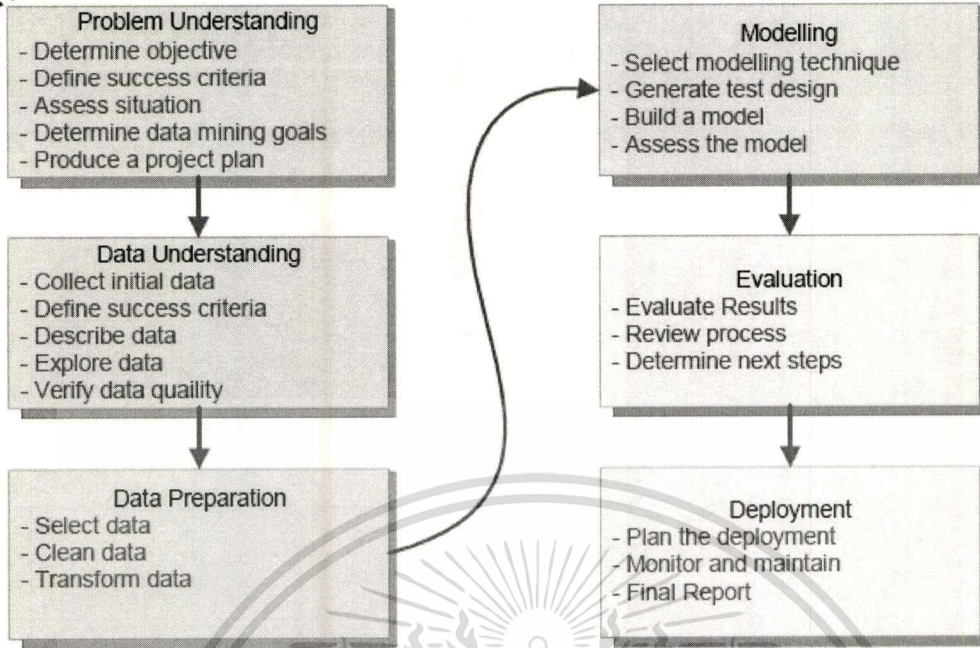 Problem Understanding
- Determine objective
- Define success criteria
- Assess situation
- Determine data mining goals
- Produce a project plan
Data Understanding
- Collect initial data
- Define success criteria
- Describe data
- Explore data
- Verify data quaility
Data Preparation
- Select data
- Clean data
- Transform data
Modelling
- Select modelling technique
- Generate test design
- Build a model
- Assess the model
Evaluation
- Evaluate Results
- Review process
- Determine next steps
Deployment
- Plan the deployment
- Monitor and maintain
- Final Report